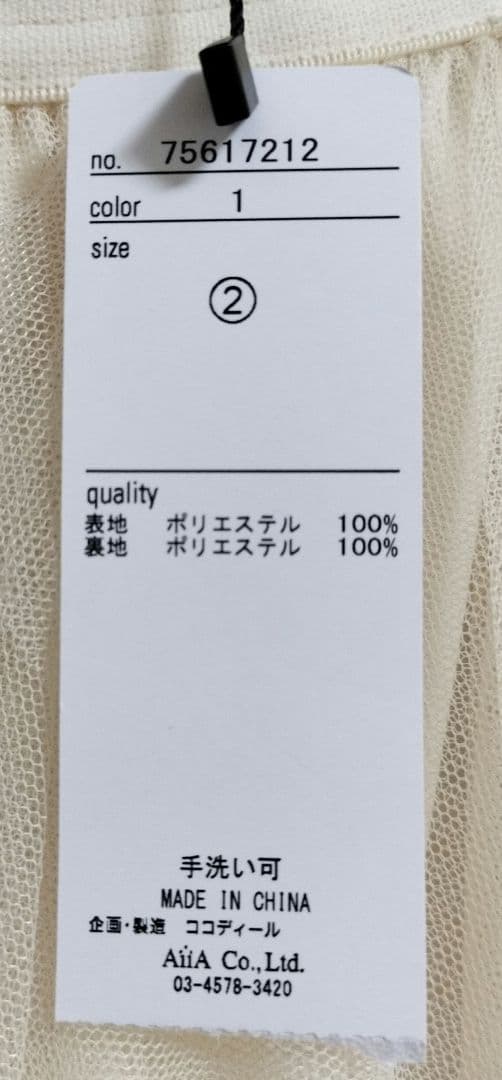 no. 75617212
color 1
size
②
quality
表地 ポリエステル 100%
裏地 ポリエステル 100%
手洗い可
MADE IN CHINA
企画・製造 ココディール
AiiA Co.,Ltd.
03-4578-3420